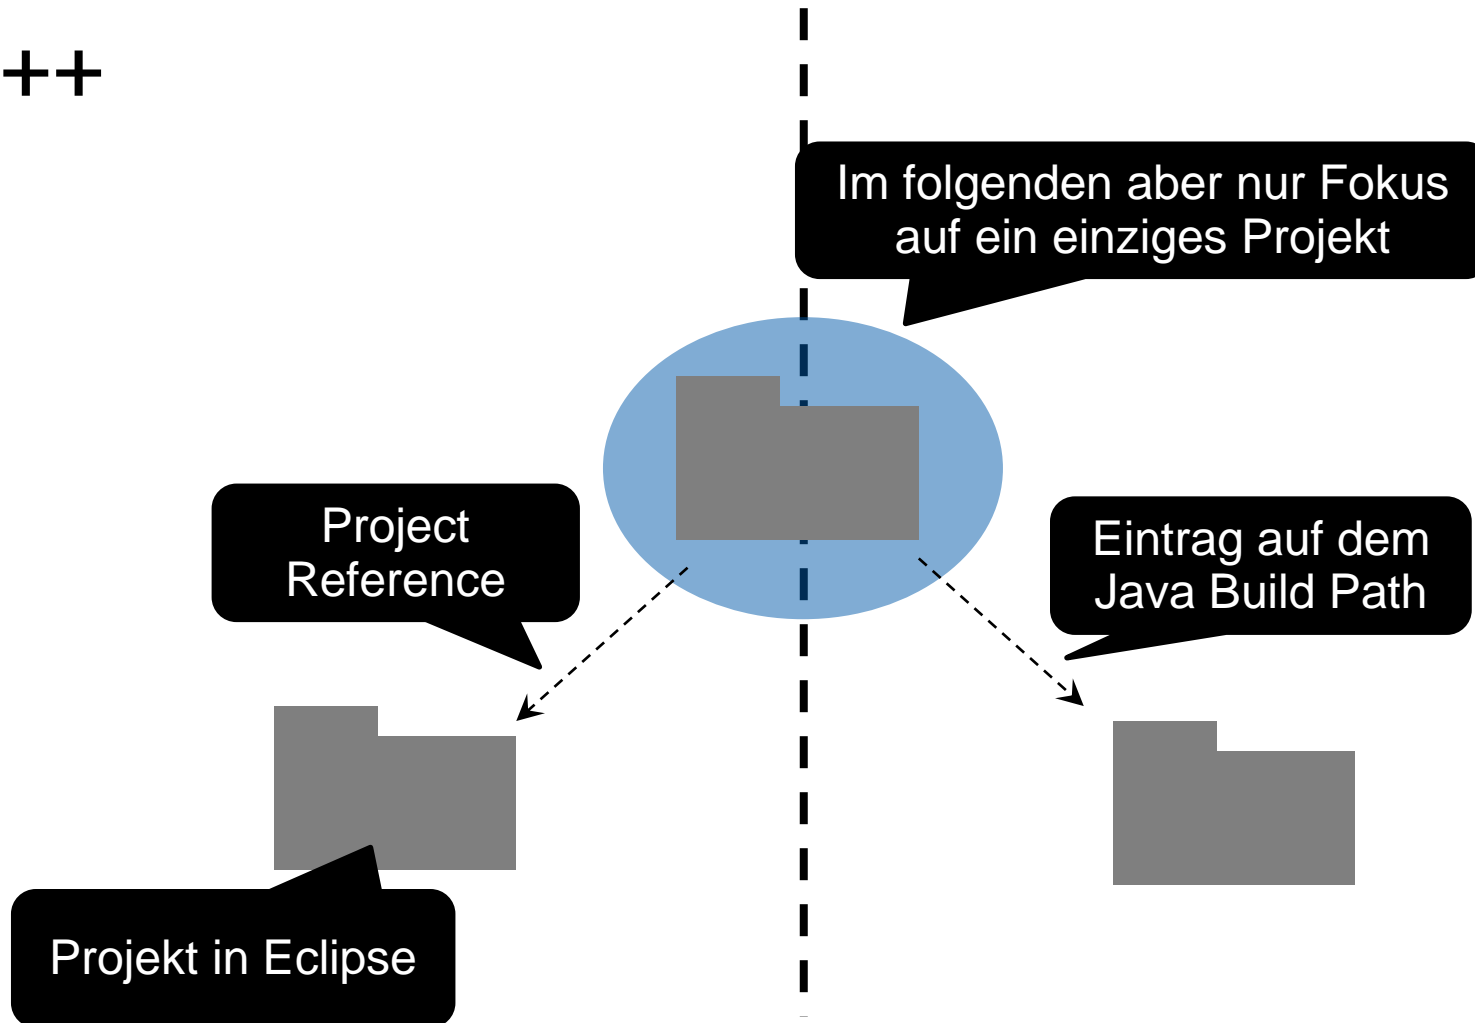 ++
Im folgenden aber nur Fokus
auf ein einziges Projekt
Project
Reference
Eintrag auf dem
Java Build Path
Projekt in Eclipse